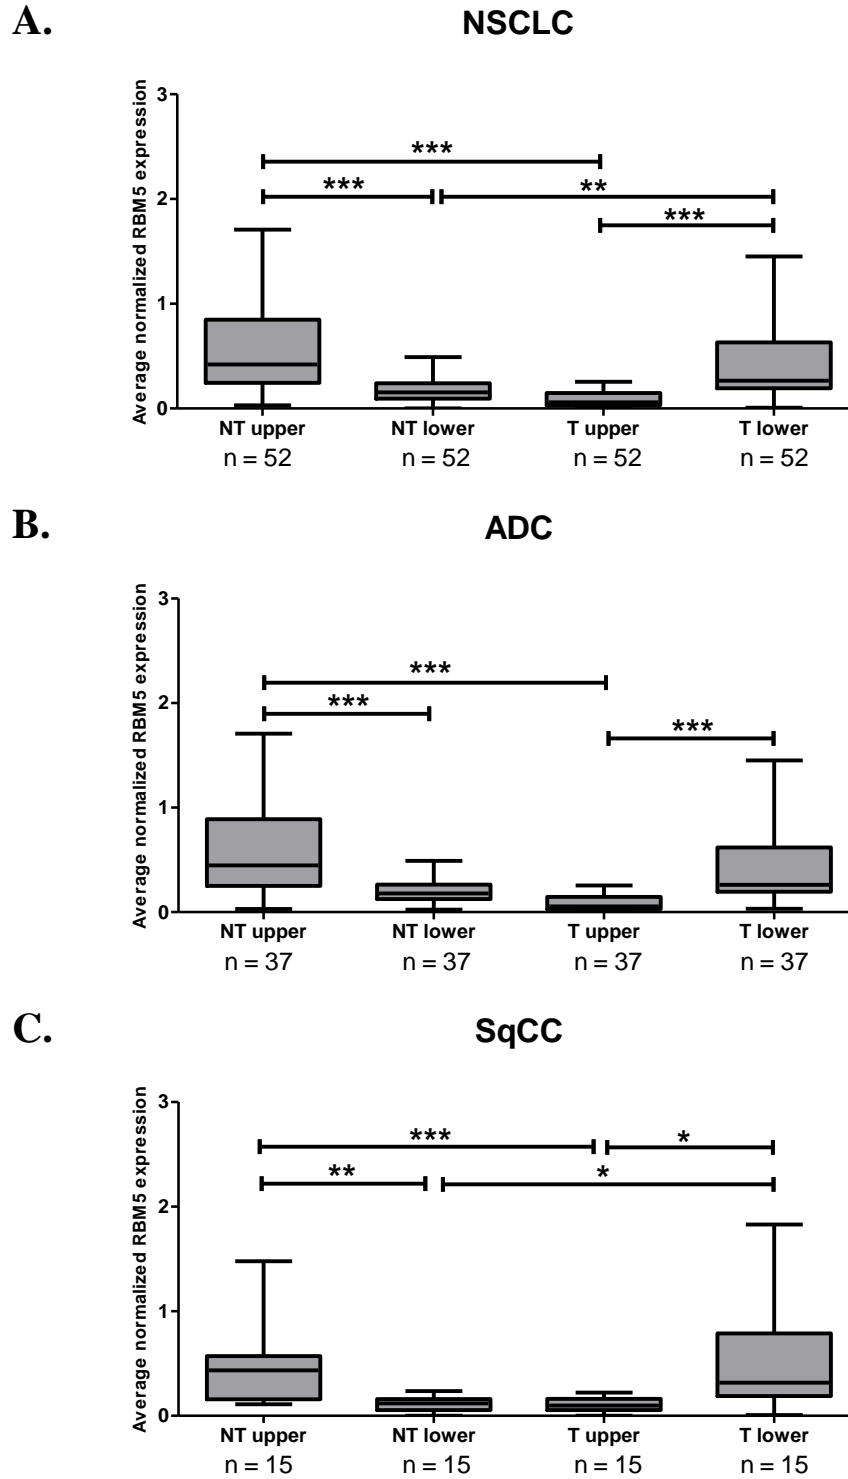 A.
NSCLC
Average normalized RBM5 expression
3
2
1
0
***
***
**
***
NT upper NT lower T upper T lower
n = 52 n = 52 n = 52 n = 52
B.
ADC
Average normalized RBM5 expression
3
2
1
0
***
***
***
NT upper NT lower T upper T lower
n = 37 n = 37 n = 37 n = 37
C.
SqCC
Average normalized RBM5 expression
3
2
1
0
*** *
** *
NT upper NT lower T upper T lower
n = 15 n = 15 n = 15 n = 15